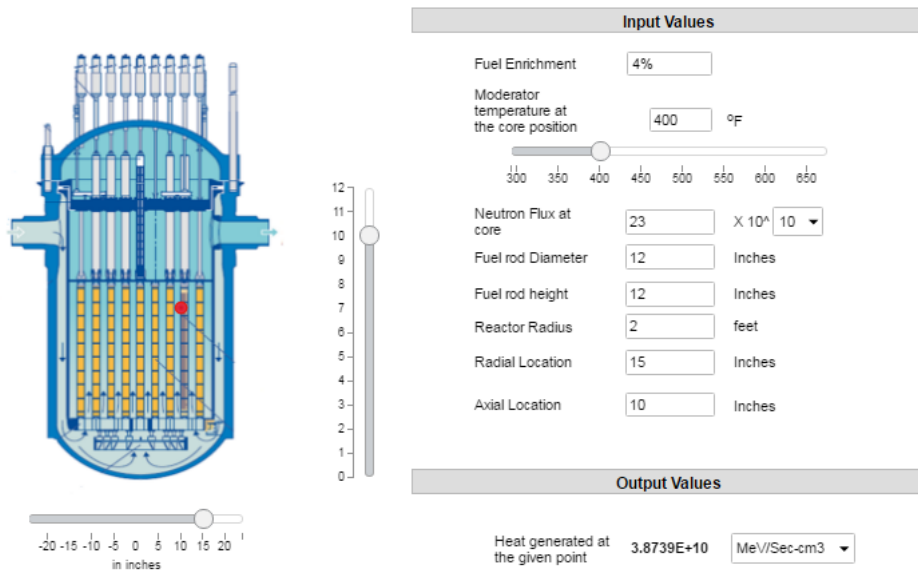 Input Values
Fuel Enrichment 4%
Moderator
temperature at
the core position
400 ºF
300 350 400 450 500 550 600 650
Neutron Flux at
core
23 X 10^ 10
Fuel rod Diameter 12 Inches
Fuel rod height 12 Inches
Reactor Radius 2 feet
Radial Location 15 Inches
Axial Location 10 Inches
12
11
10
9
8
7
6
5
4
3
2
1
0
-20 -15 -10 -5 0 5 10 15 20
in inches
Output Values
Heat generated at
the given point
3.8739E+10 MeV/Sec-cm3